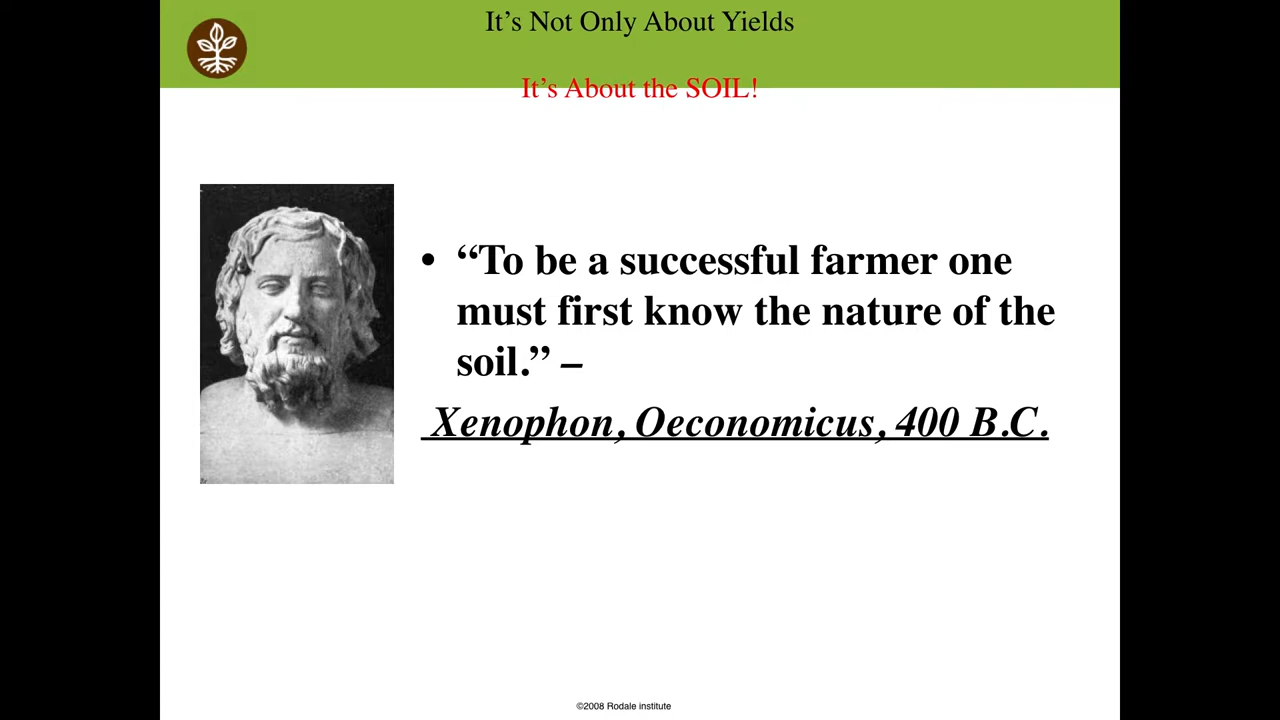 It’s Not Only About Yields
It’s About the SOIL!
• “To be a successful farmer one
must first know the nature of the
soil.” –
Xenophon, Oeconomicus, 400 B.C.
©2008 Rodale institute